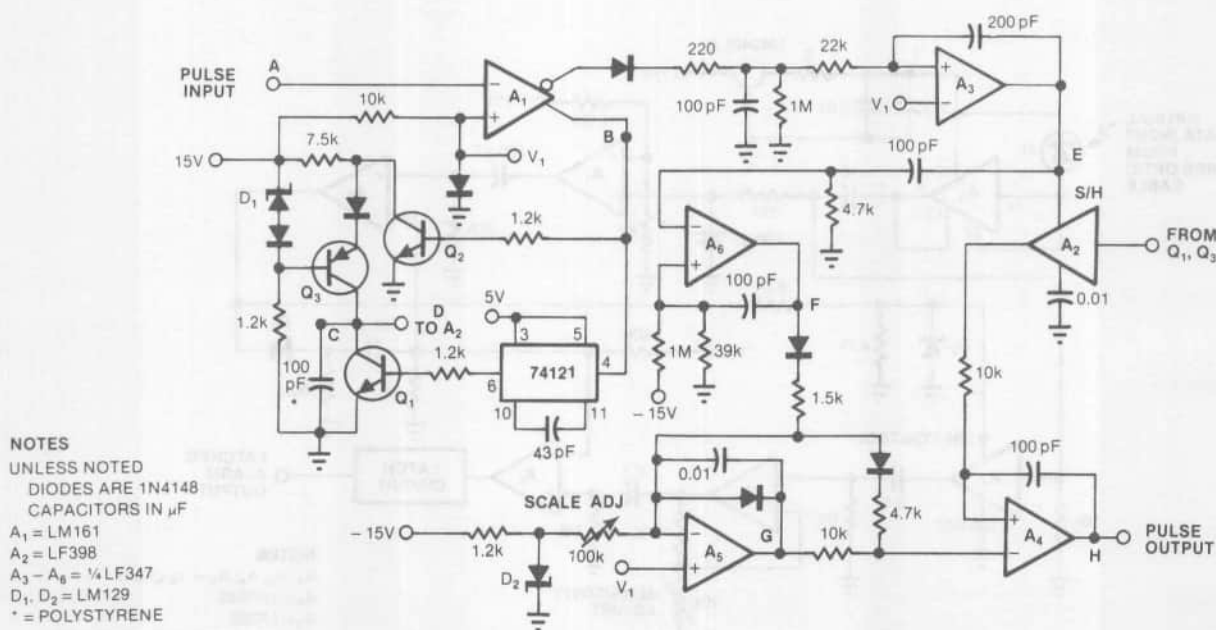 PULSE
INPUT
A
A1
220
22k
200 pF
A3
100 pF
1M
V1
10k
B
V1
7.5k
15V
D1
100 pF
E
S/H
4.7k
A2
FROM
Q1, Q3
Q2
1.2k
A6
0.01
Q3
100 pF
F
1.2k
C
D
TO A2
5V
3
5
74121
4
6
10
11
100
pF
*
Q1
1.2k
43 pF
1M
39k
– 15V
1.5k
10k
NOTES
UNLESS NOTED
DIODES ARE 1N4148
CAPACITORS IN µF
A1 = LM161
A2 = LF398
A3 – A6 = ¼ LF347
D1, D2 = LM129
* = POLYSTYRENE
0.01
SCALE ADJ
– 15V
1.2k
100k
D2
V1
A5
G
10k
4.7k
100 pF
A4
H
PULSE
OUTPUT